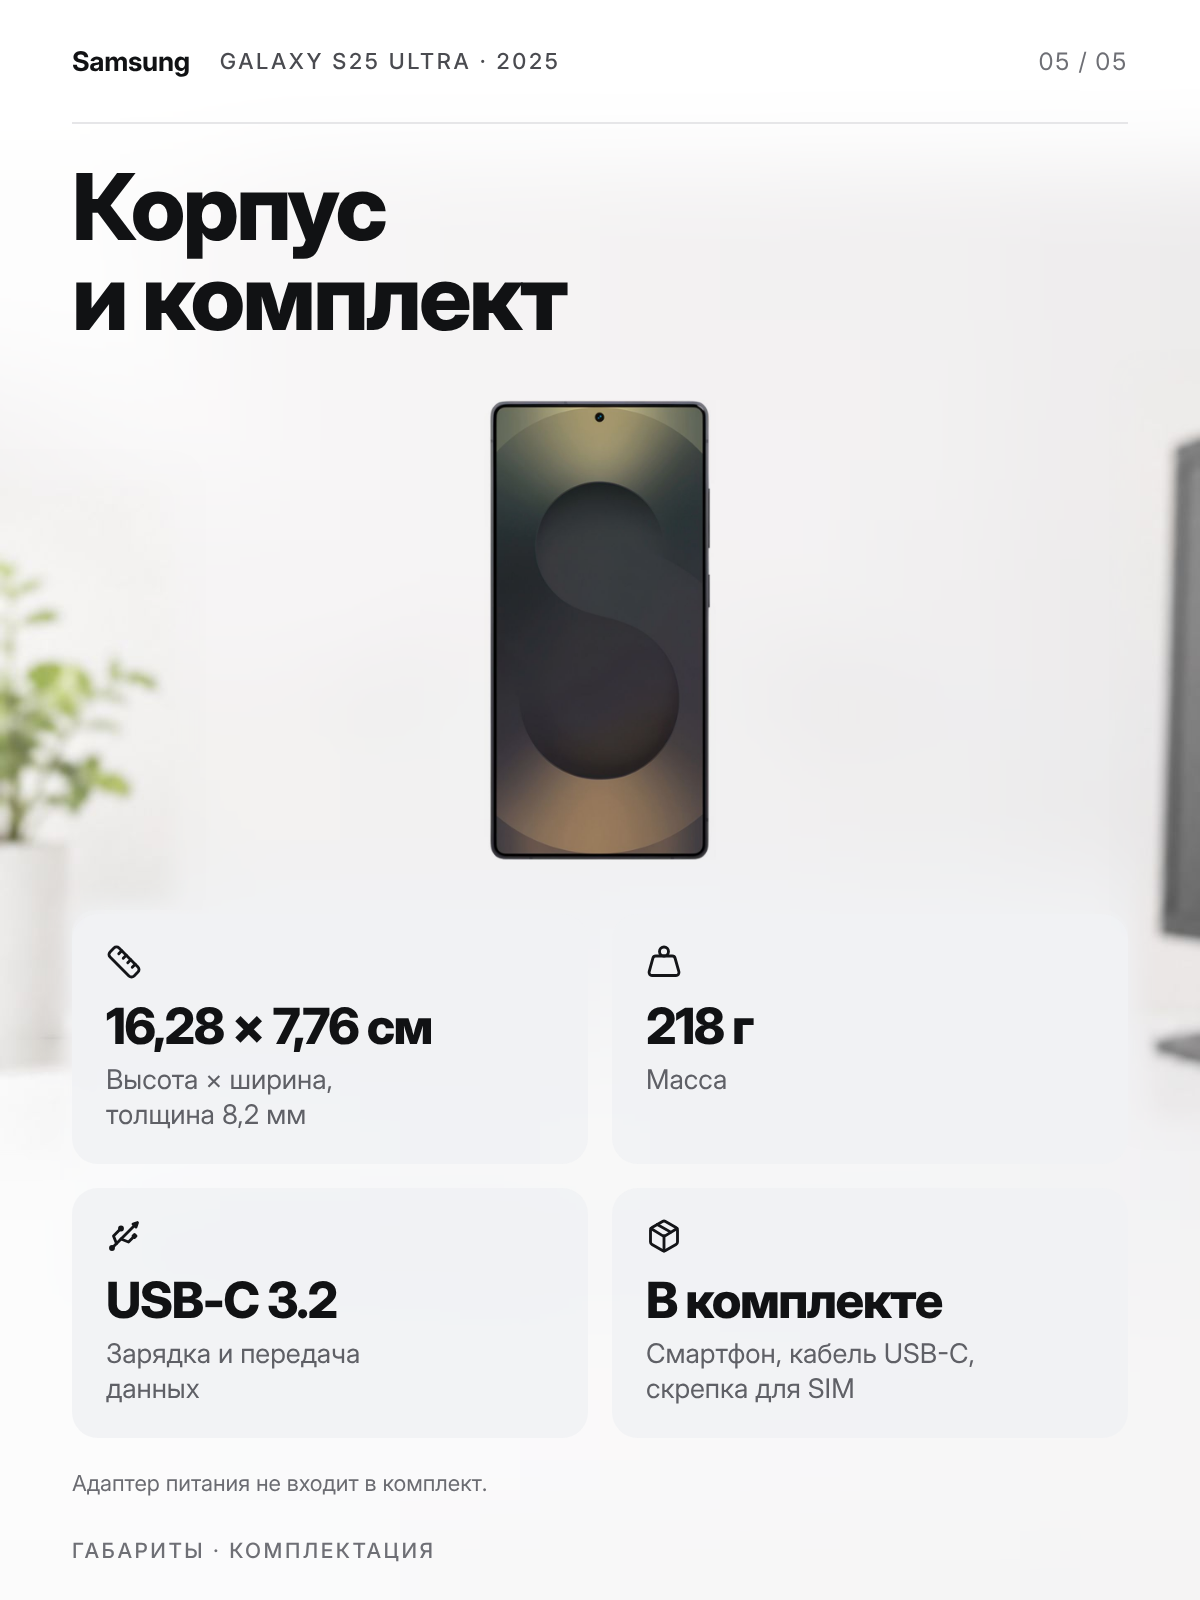 Samsung GALAXY S25 ULTRA · 2025 05 / 05
Корпус
и комплект
16,28 × 7,76 см
Высота × ширина,
толщина 8,2 мм
218 г
Масса
USB-C 3.2
Зарядка и передача
данных
В комплекте
Смартфон, кабель USB-C,
скрепка для SIM
Адаптер питания не входит в комплект.
ГАБАРИТЫ · КОМПЛЕКТАЦИЯ